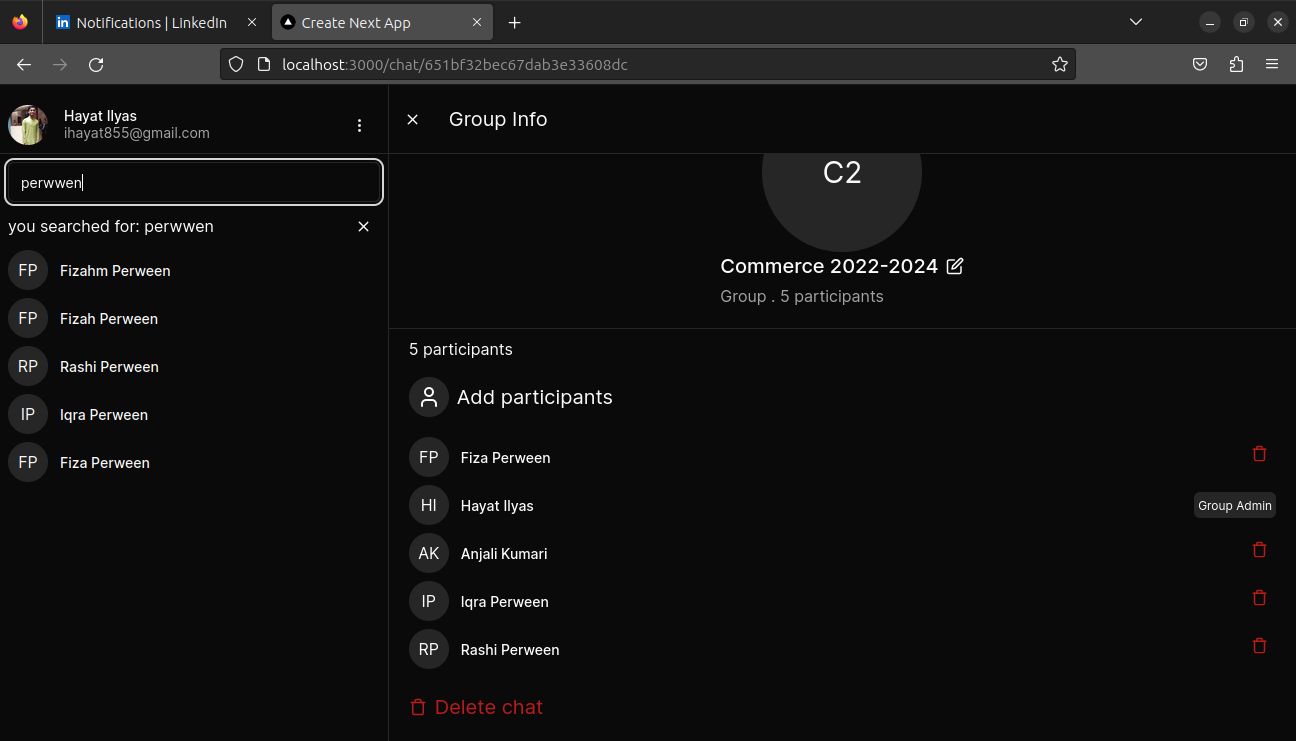 Notifications | LinkedIn
Create Next App
localhost:3000/chat/651bf32bec67dab3e33608dc
Hayat Ilyas
ihayat855@gmail.com
perwwen
you searched for: perwwen
FP Fizahm Perween
FP Fizah Perween
RP Rashi Perween
IP Iqra Perween
FP Fiza Perween
Group Info
C2
Commerce 2022-2024
Group . 5 participants
5 participants
Add participants
FP Fiza Perween
HI Hayat Ilyas Group Admin
AK Anjali Kumari
IP Iqra Perween
RP Rashi Perween
Delete chat